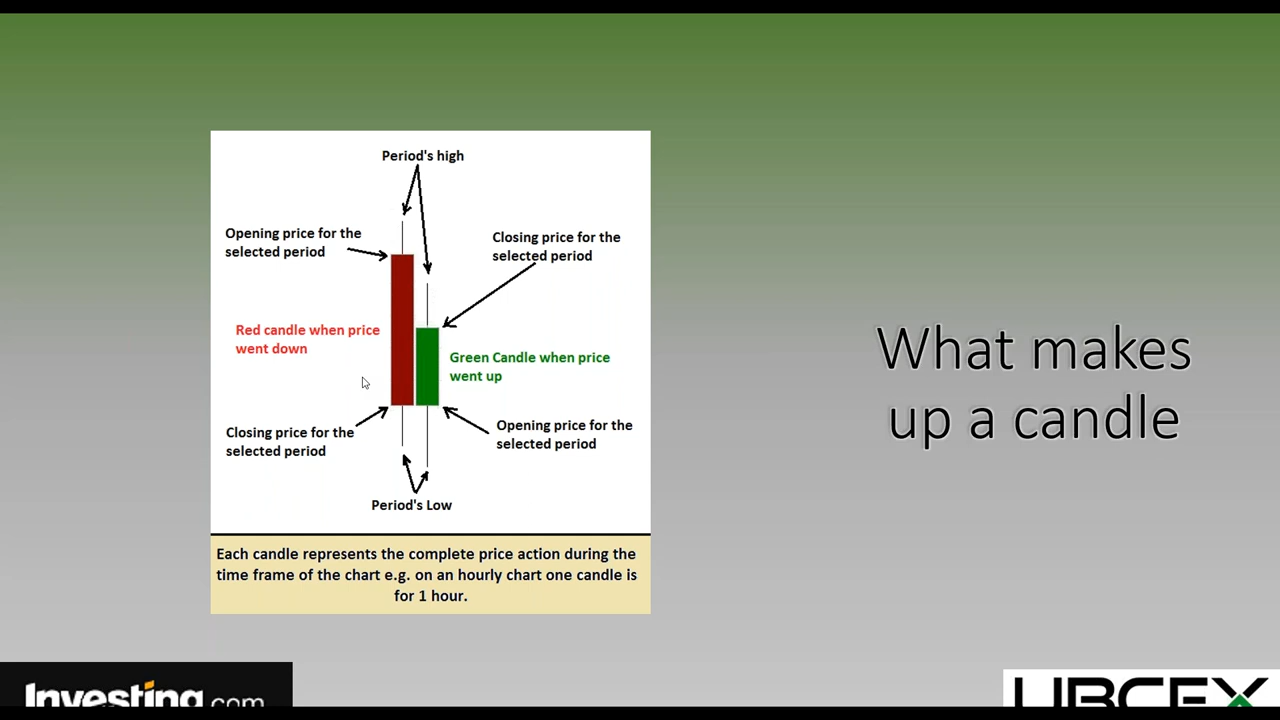 Period's high
Opening price for the
selected period
Closing price for the
selected period
Red candle when price
went down
Green Candle when price
went up
Closing price for the
selected period
Opening price for the
selected period
Period's Low
Each candle represents the complete price action during the
time frame of the chart e.g. on an hourly chart one candle is
for 1 hour.
What makes
up a candle
Investing.com
UBCFX